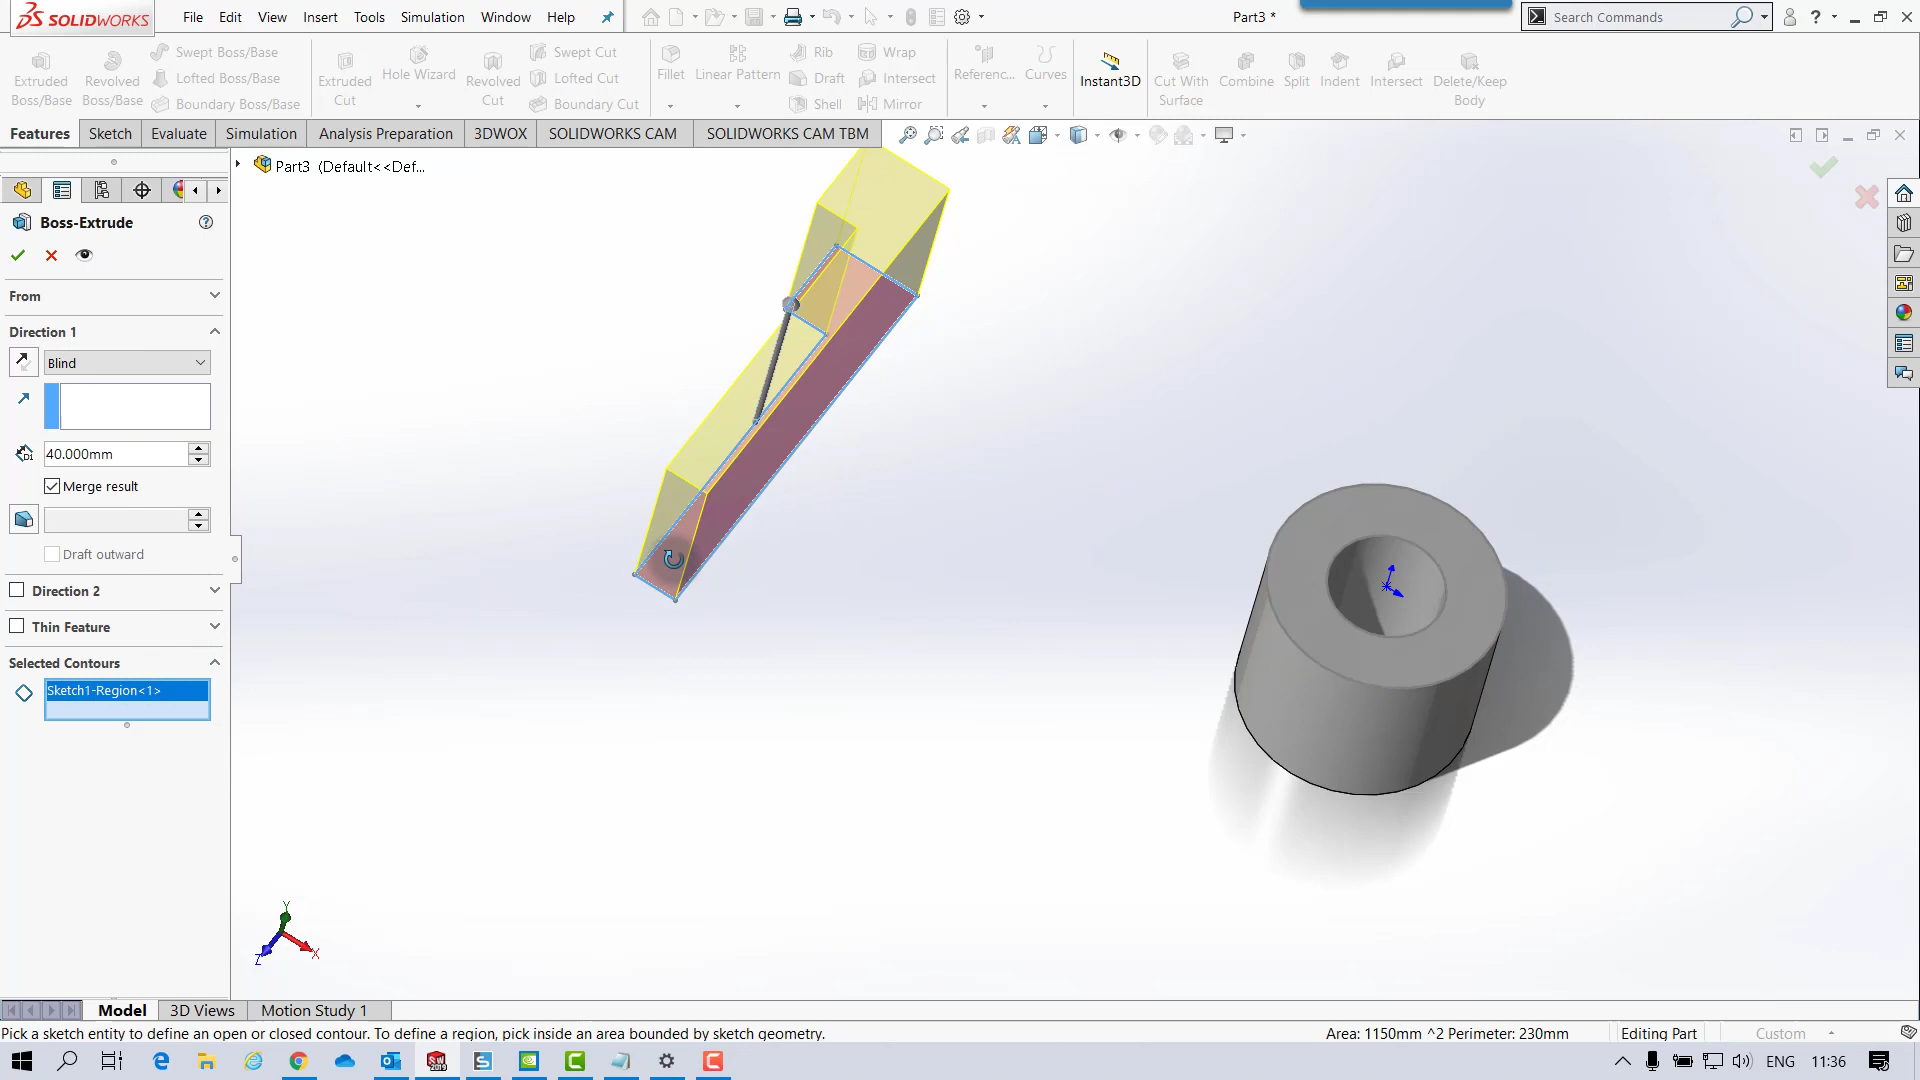 SOLIDWORKS
File Edit View Insert Tools Simulation Window Help
Part3 *
Search Commands
Extruded Boss/Base
Revolved Boss/Base
Swept Boss/Base
Lofted Boss/Base
Boundary Boss/Base
Extruded Cut
Hole Wizard
Revolved Cut
Swept Cut
Lofted Cut
Boundary Cut
Fillet
Linear Pattern
Rib
Draft
Shell
Wrap
Intersect
Mirror
Referenc...
Curves
Instant3D
Cut With Surface
Combine
Split
Indent
Intersect
Delete/Keep Body
Features Sketch Evaluate Simulation Analysis Preparation 3DWOX SOLIDWORKS CAM SOLIDWORKS CAM TBM
Part3 (Default<<Def...
Boss-Extrude
From
Direction 1
Blind
D1
40.000mm
Merge result
Draft outward
Direction 2
Thin Feature
Selected Contours
Sketch1-Region<1>
Y
X
Z
Model 3D Views Motion Study 1
Pick a sketch entity to define an open or closed contour. To define a region, pick inside an area bounded by sketch geometry.
Area: 1150mm ^2 Perimeter: 230mm
Editing Part
Custom
SW 2019
ENG
11:36